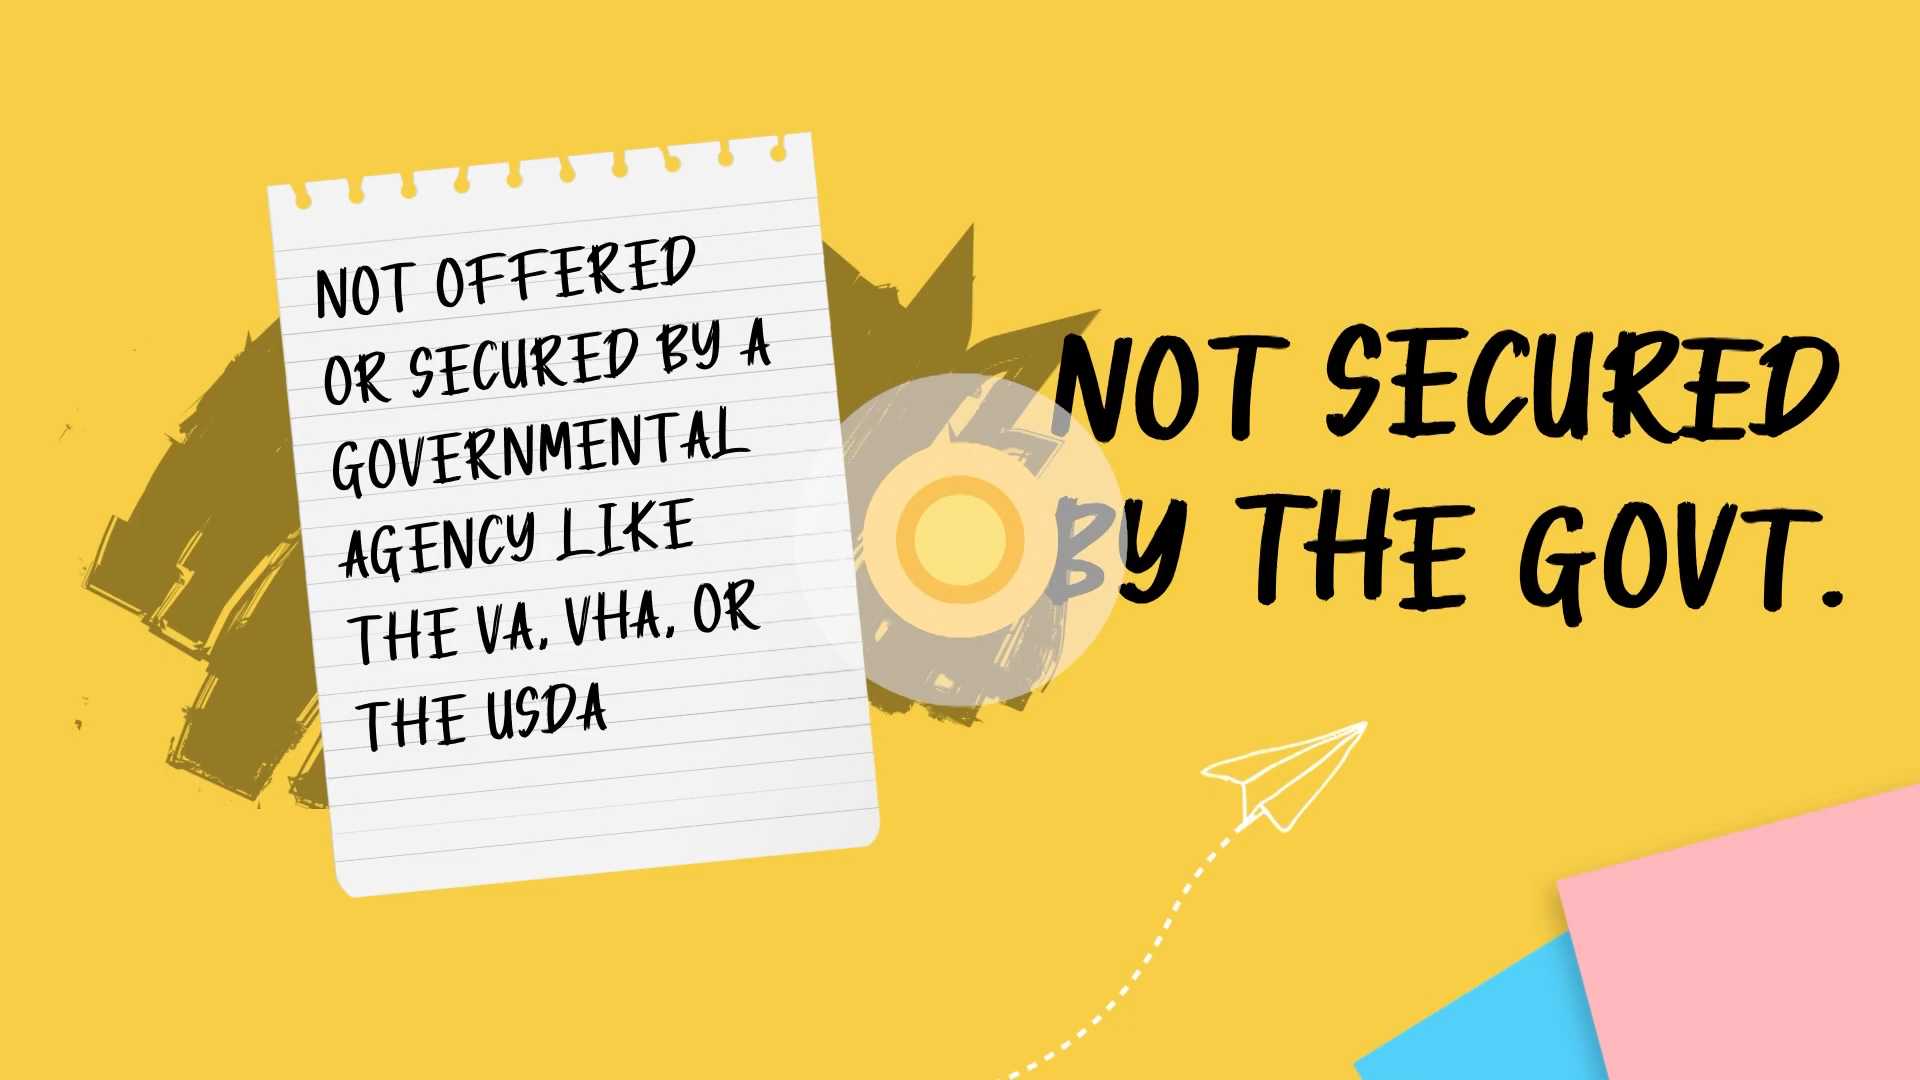 NOT OFFERED
OR SECURED BY A
GOVERNMENTAL
AGENCY LIKE
THE VA, VHA, OR
THE USDA
NOT SECURED
BY THE GOVT.